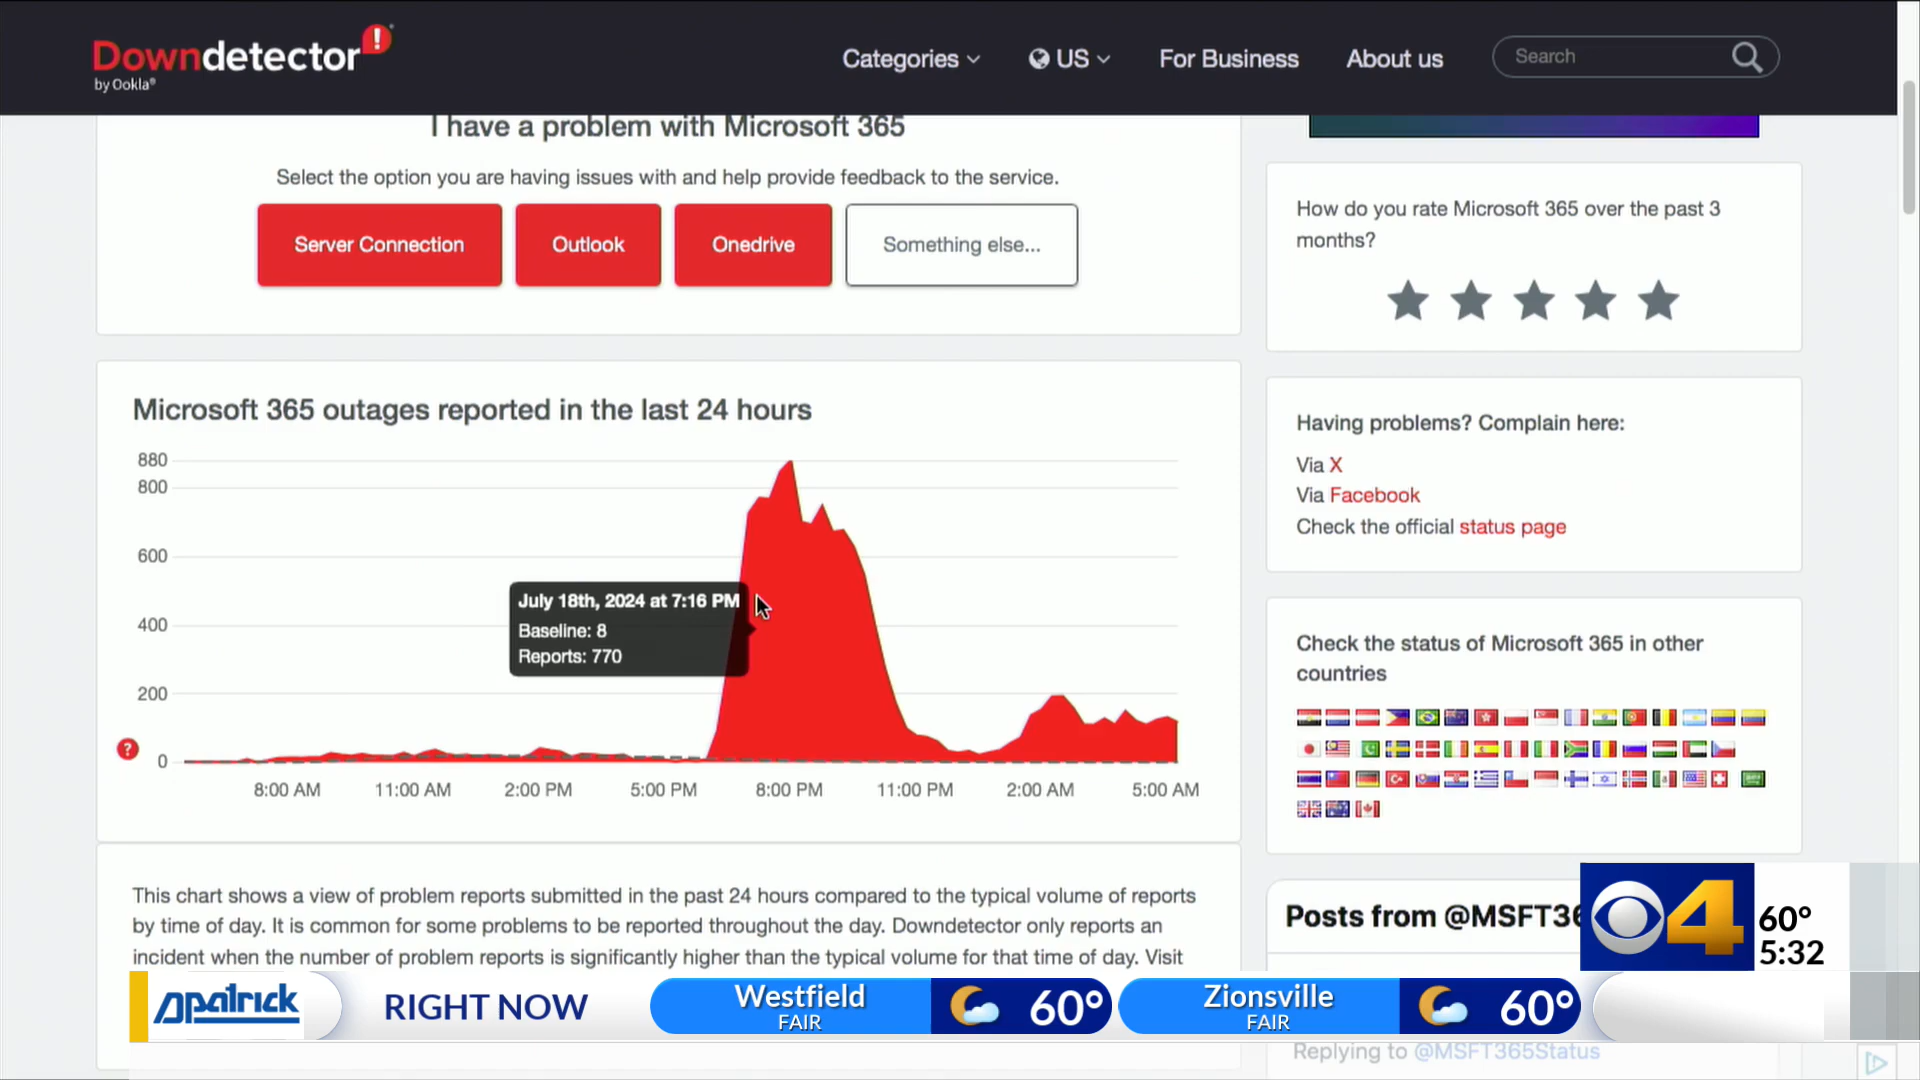 Downdetector
by Ookla®
Categories
US
For Business
About us
Search
I have a problem with Microsoft 365
Select the option you are having issues with and help provide feedback to the service.
Server Connection
Outlook
Onedrive
Something else...
How do you rate Microsoft 365 over the past 3
months?
Microsoft 365 outages reported in the last 24 hours
880
800
600
400
200
0
July 18th, 2024 at 7:16 PM
Baseline: 8
Reports: 770
?
8:00 AM
11:00 AM
2:00 PM
5:00 PM
8:00 PM
11:00 PM
2:00 AM
5:00 AM
Having problems? Complain here:
Via X
Via Facebook
Check the official status page
Check the status of Microsoft 365 in other
countries
This chart shows a view of problem reports submitted in the past 24 hours compared to the typical volume of reports
by time of day. It is common for some problems to be reported throughout the day. Downdetector only reports an
incident when the number of problem reports is significantly higher than the typical volume for that time of day. Visit
Posts from @MSFT36
4
60°
5:32
RIGHT NOW
Westfield
FAIR
60°
Zionsville
FAIR
60°
Replying to @MSFT365Status